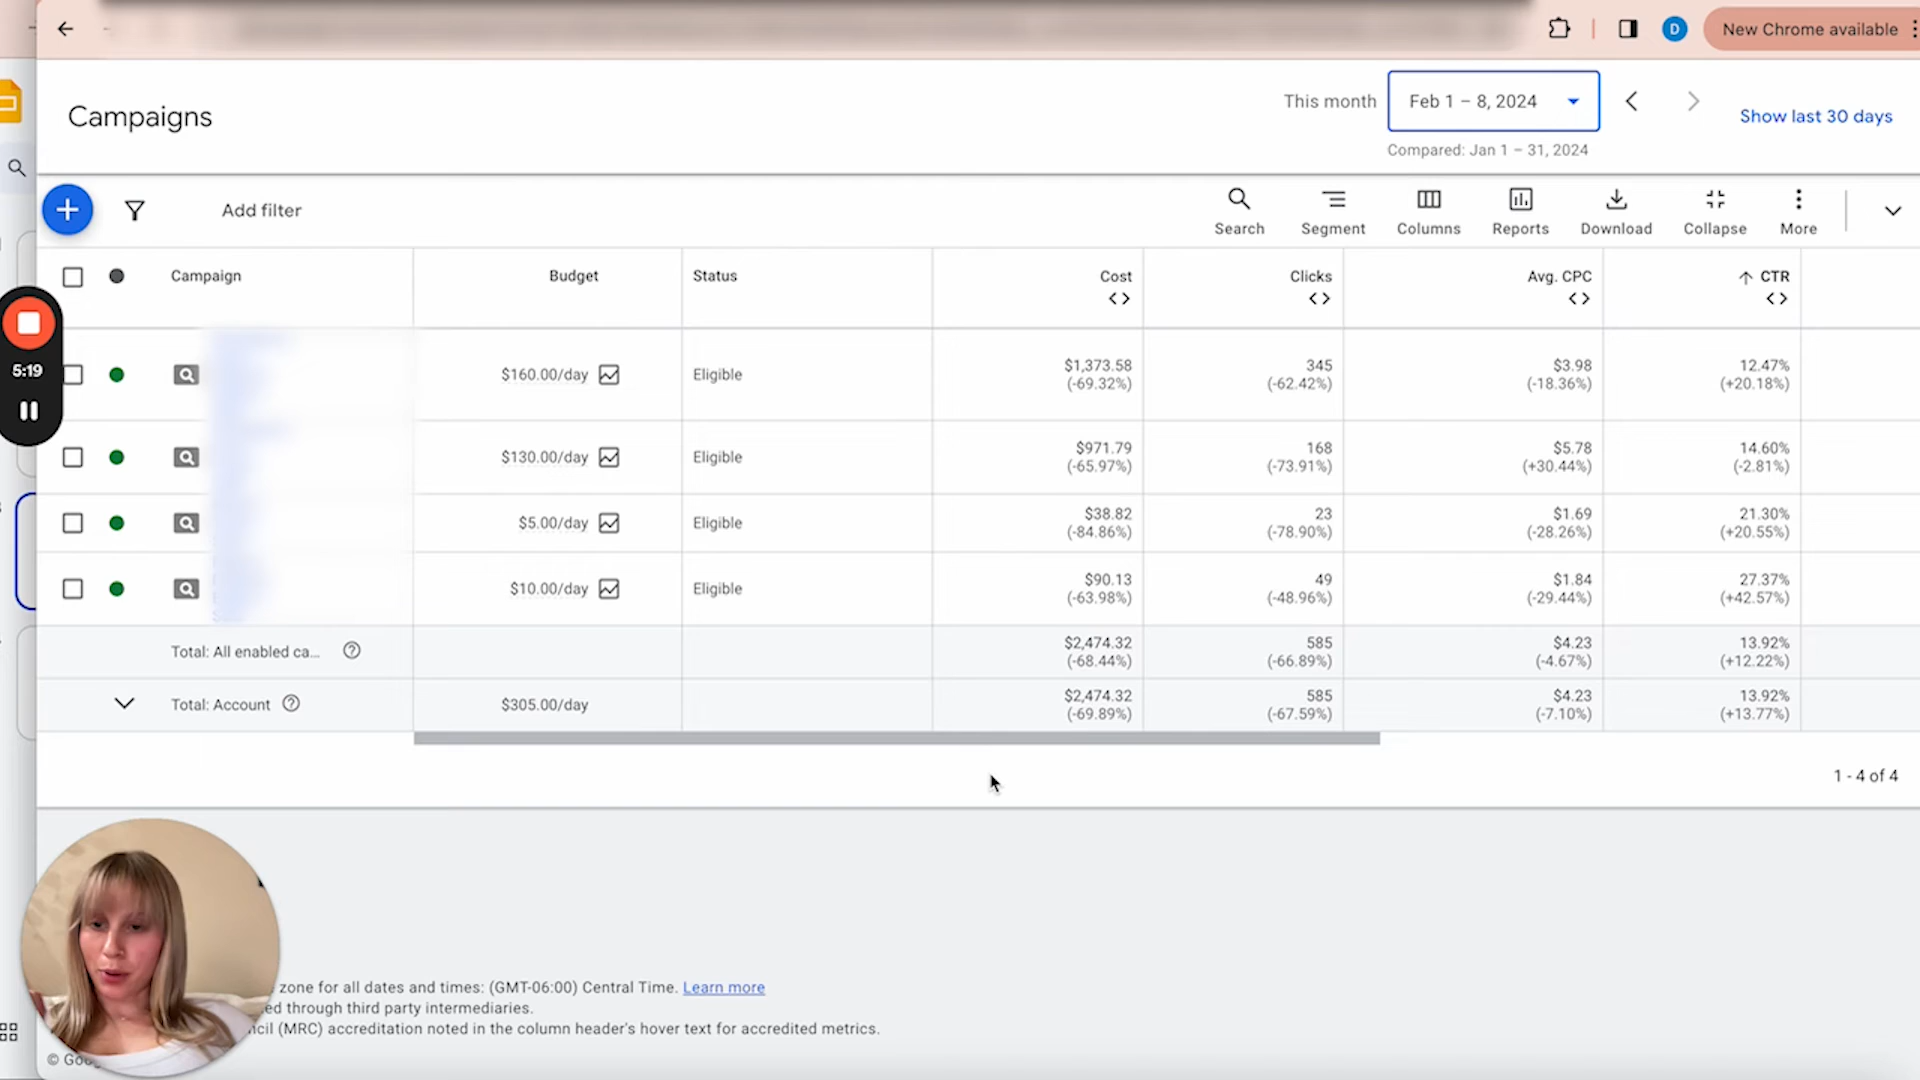 New Chrome available
Campaigns
This month
Feb 1 – 8, 2024
Compared: Jan 1 – 31, 2024
Show last 30 days
Add filter
Search
Segment
Columns
Reports
Download
Collapse
More
Campaign
Budget
Status
Cost
Clicks
Avg. CPC
CTR
<>
<>
<>
<>
5:19
$160.00/day Eligible $1,373.58 345 $3.98 12.47%
(-69.32%) (-62.42%) (-18.36%) (+20.18%)
$130.00/day Eligible $971.79 168 $5.78 14.60%
(-65.97%) (-73.91%) (+30.44%) (-2.81%)
$5.00/day Eligible $38.82 23 $1.69 21.30%
(-84.86%) (-78.90%) (-28.26%) (+20.55%)
$10.00/day Eligible $90.13 49 $1.84 27.37%
(-63.98%) (-48.96%) (-29.44%) (+42.57%)
Total: All enabled ca... $2,474.32 585 $4.23 13.92%
(-68.44%) (-66.89%) (-4.67%) (+12.22%)
Total: Account $305.00/day $2,474.32 585 $4.23 13.92%
(-69.89%) (-67.59%) (-7.10%) (+13.77%)
1 - 4 of 4
zone for all dates and times: (GMT-06:00) Central Time. Learn more
ed through third party intermediaries.
cil (MRC) accreditation noted in the column header's hover text for accredited metrics.
© Goo
D